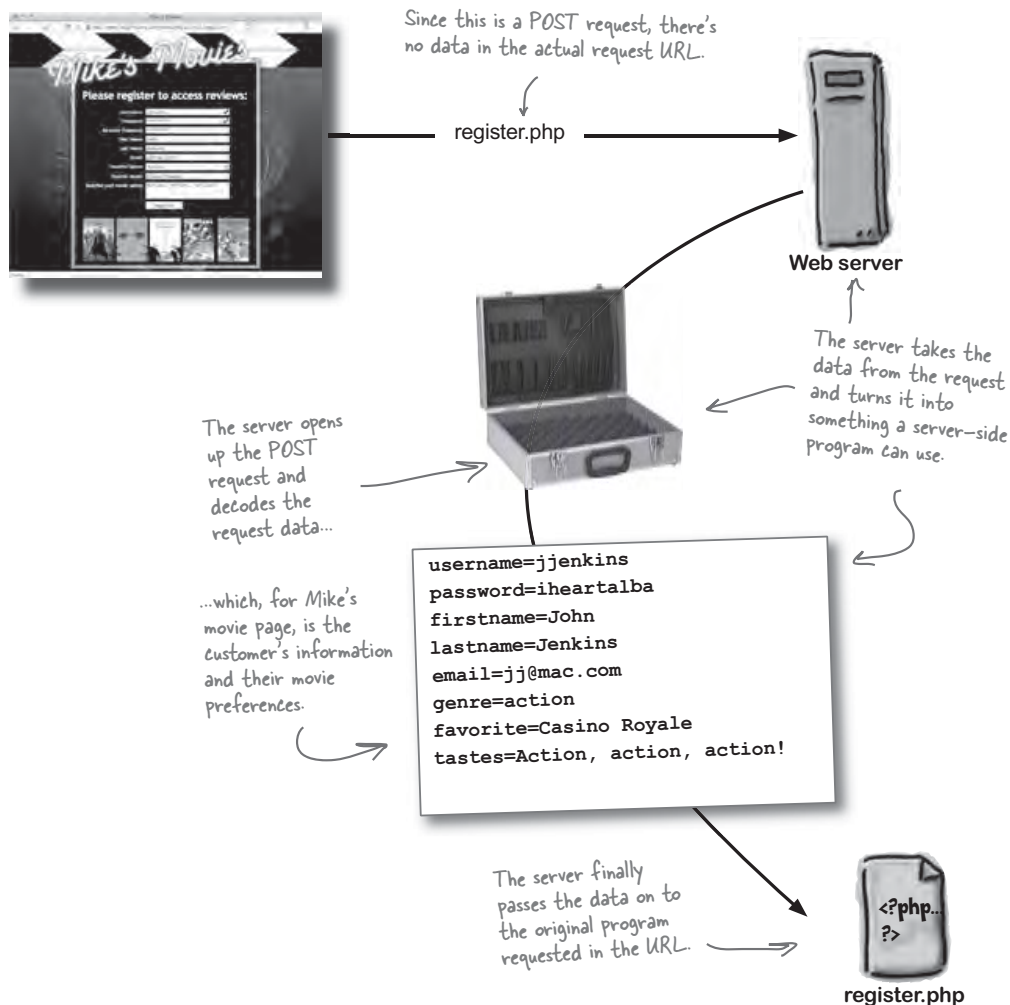 Mike's Movies
Please register to access reviews:
Since this is a POST request, there's
no data in the actual request URL.
register.php
Web server
The server takes the
data from the request
and turns it into
something a server-side
program can use.
The server opens
up the POST
request and
decodes the
request data...
...which, for Mike's
movie page, is the
customer's information
and their movie
preferences.
username=jjenkins
password=iheartalba
firstname=John
lastname=Jenkins
email=jj@mac.com
genre=action
favorite=Casino Royale
tastes=Action, action, action!
The server finally
passes the data on to
the original program
requested in the URL.
<?php...
?>
register.php